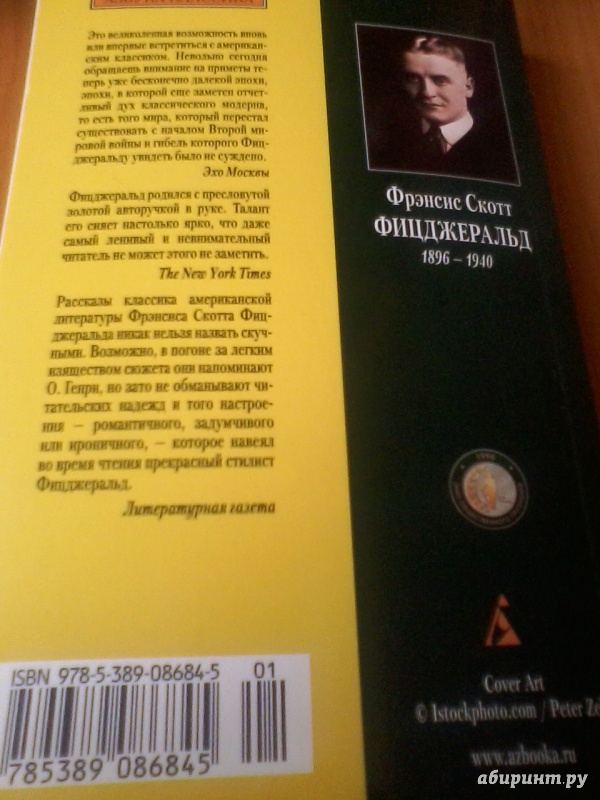 АЗБУКА-КЛАССИКА
Это великолепная возможность вновь
или впервые встретиться с американ-
ским классиком. Невольно сегодня
обращаешь внимание на приметы те-
перь уже бесконечно далекой эпохи,
эпохи, в которой еще заметен отчет-
ливый дух классического модерна,
то есть того мира, который перестал
существовать с началом Второй ми-
ровой войны и гибель которого Фиц-
джеральду увидеть было не суждено.
Эхо Москвы
Фицджеральд родился с пресловутой
золотой авторучкой в руке. Талант
его сияет настолько ярко, что даже
самый ленивый и невнимательный
читатель не может этого не заметить.
The New York Times
Рассказы классика американской
литературы Фрэнсиса Скотта Фиц-
джеральда никак нельзя назвать скуч-
ными. Возможно, в погоне за легким
изяществом сюжета они напоминают
О. Генри, но зато не обманывают чи-
тательских надежд и того настрое-
ния — романтичного, задумчивого
или ироничного, — которое навеял
во время чтения прекрасный стилист
Фицджеральд.
Литературная газета
ISBN 978-5-389-08684-5
01
785389 086845
Фрэнсис Скотт
ФИЦДЖЕРАЛЬД
1896 – 1940
Cover Art
© Istockphoto.com / Peter Ze
www.azbooka.ru
абиринт.ру